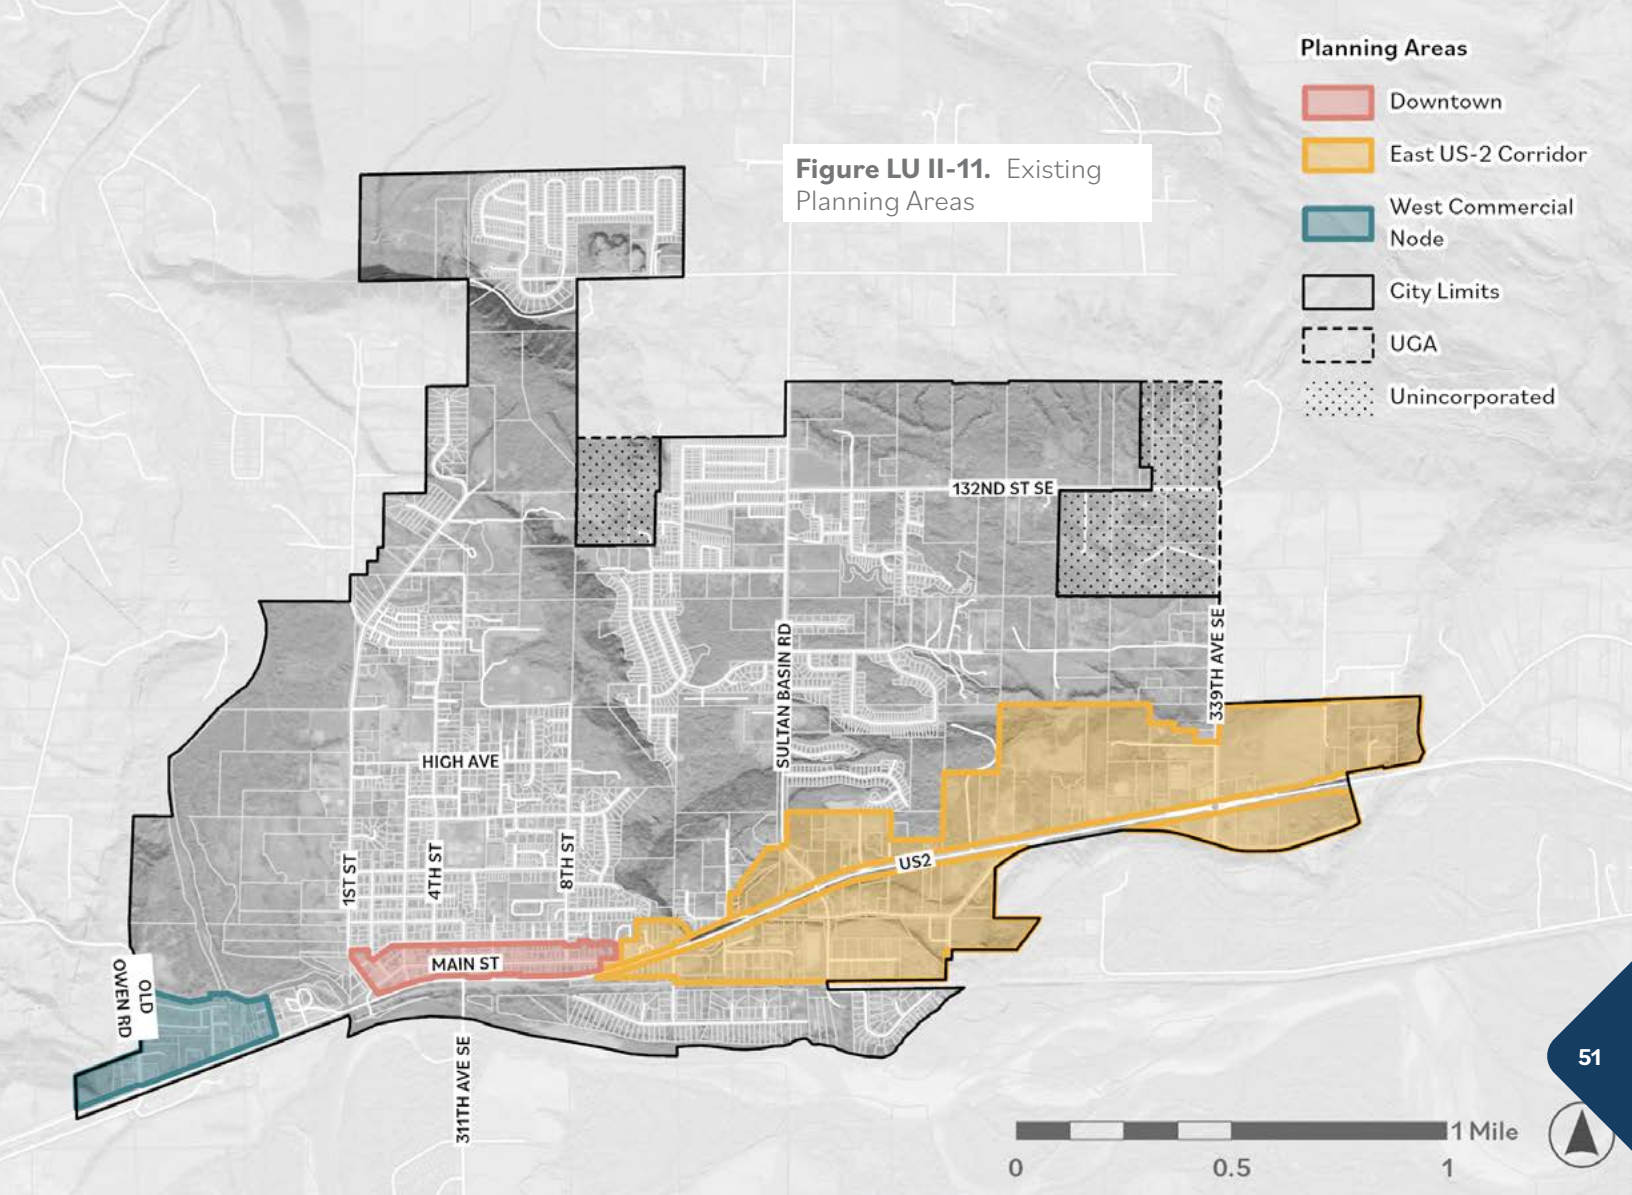 Planning Areas
Downtown
East US-2 Corridor
West Commercial
Node
City Limits
UGA
Unincorporated
Figure LU II-11. Existing
Planning Areas
132ND ST SE
SULTAN BASIN RD
339TH AVE SE
HIGH AVE
1ST ST
4TH ST
8TH ST
US2
MAIN ST
OLD
OWEN RD
311TH AVE SE
51
1 Mile
0 0.5 1